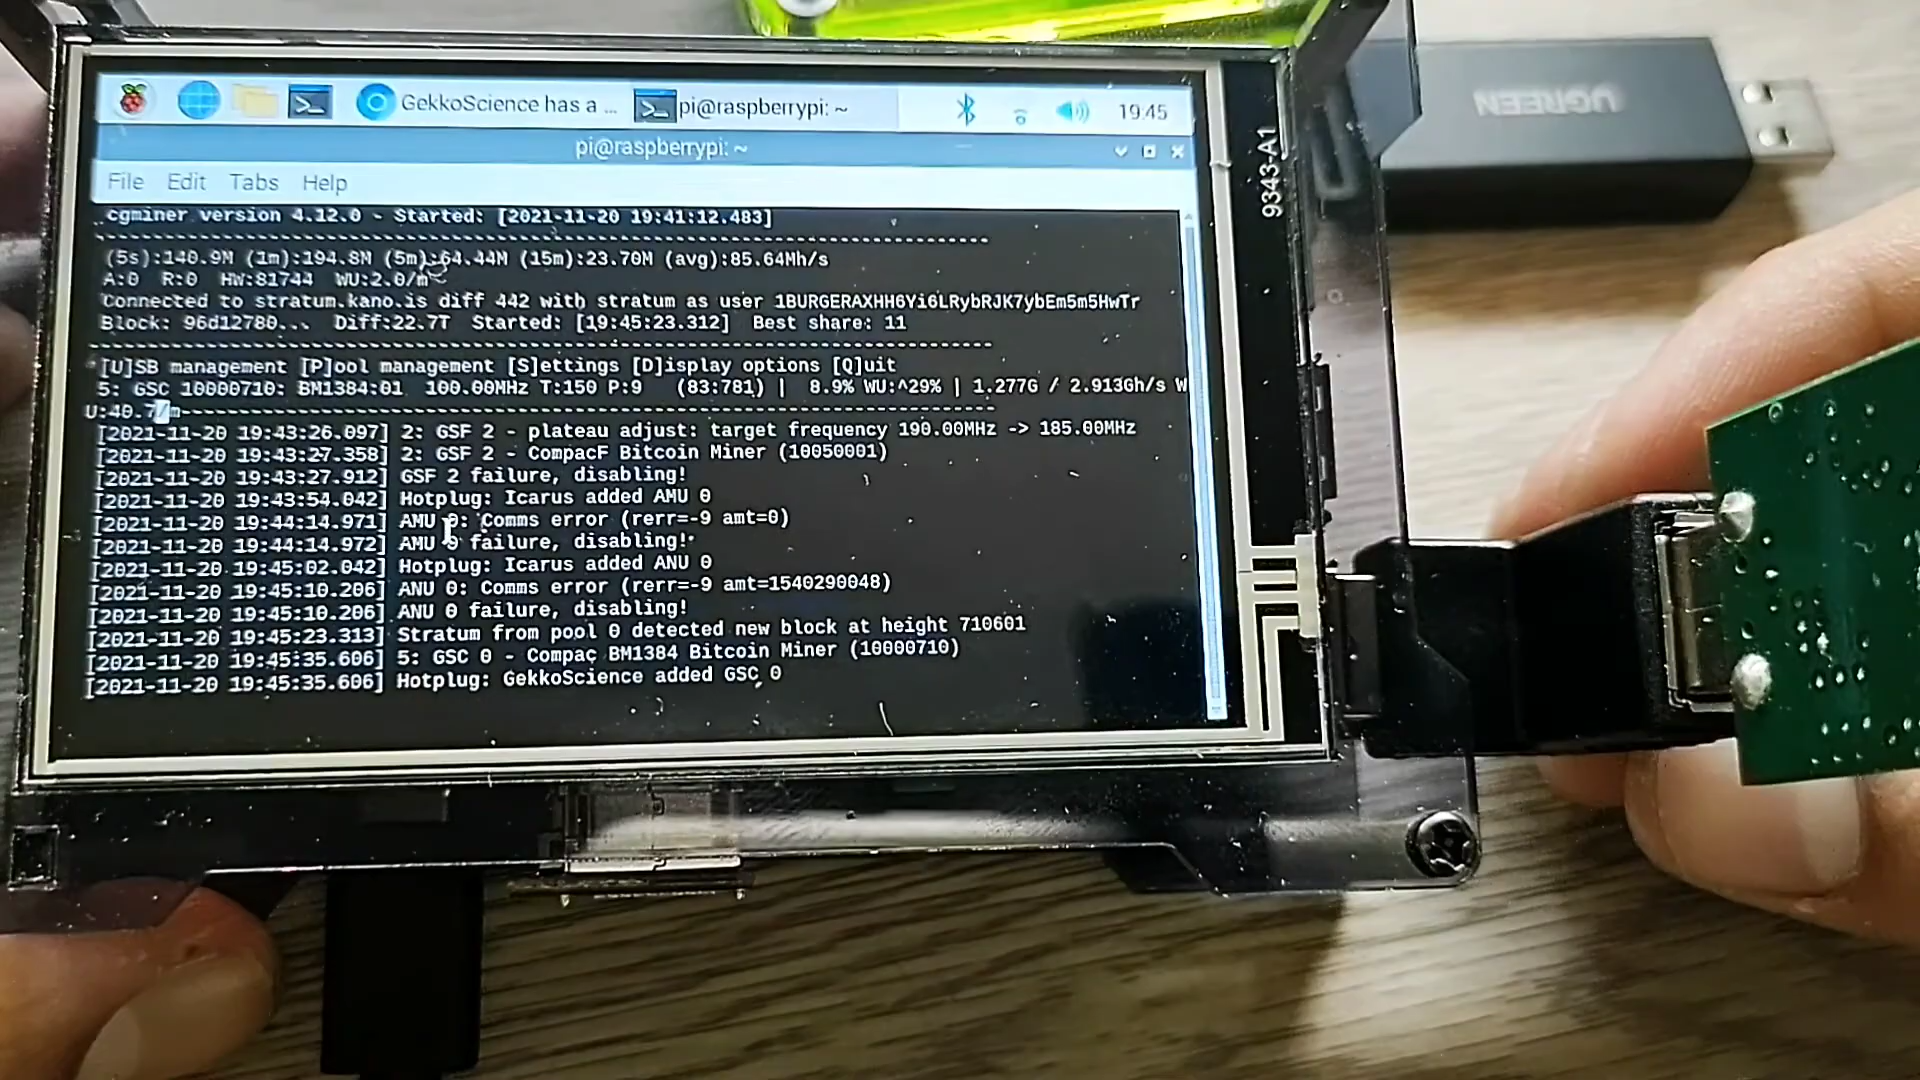 GekkoScience has a ... pi@raspberrypi: ~ 19:45
pi@raspberrypi: ~
File Edit Tabs Help
cgminer version 4.12.0 - Started: [2021-11-20 19:41:12.483]
--------------------------------------------------------------------------------
(5s):140.9M (1m):194.8M (5m):64.44M (15m):23.70M (avg):85.64Mh/s
A:0 R:0 HW:81744 WU:2.0/m
Connected to stratum.kano.is diff 442 with stratum as user 1BURGERAXHH6Yi6LRybRJK7ybEm5m5HwTr
Block: 96d12780... Diff:22.7T Started: [19:45:23.312] Best share: 11
--------------------------------------------------------------------------------
[U]SB management [P]ool management [S]ettings [D]isplay options [Q]uit
5: GSC 10000710: BM1384:01 100.00MHz T:150 P:9 (83:781) | 8.9% WU:^29% | 1.277G / 2.913Gh/s W
U:40.7/m--------------------------------------------------------------------------------
[2021-11-20 19:43:26.097] 2: GSF 2 - plateau adjust: target frequency 190.00MHz -> 185.00MHz
[2021-11-20 19:43:27.358] 2: GSF 2 - CompacF Bitcoin Miner (10050001)
[2021-11-20 19:43:27.912] GSF 2 failure, disabling!
[2021-11-20 19:43:54.042] Hotplug: Icarus added AMU 0
[2021-11-20 19:44:14.971] AMU 0: Comms error (rerr=-9 amt=0)
[2021-11-20 19:44:14.972] AMU 0 failure, disabling!
[2021-11-20 19:45:02.042] Hotplug: Icarus added ANU 0
[2021-11-20 19:45:10.206] ANU 0: Comms error (rerr=-9 amt=1540290048)
[2021-11-20 19:45:10.206] ANU 0 failure, disabling!
[2021-11-20 19:45:23.313] Stratum from pool 0 detected new block at height 710601
[2021-11-20 19:45:35.606] 5: GSC 0 - Compac BM1384 Bitcoin Miner (10000710)
[2021-11-20 19:45:35.606] Hotplug: GekkoScience added GSC 0
9343-A1
UGREEN